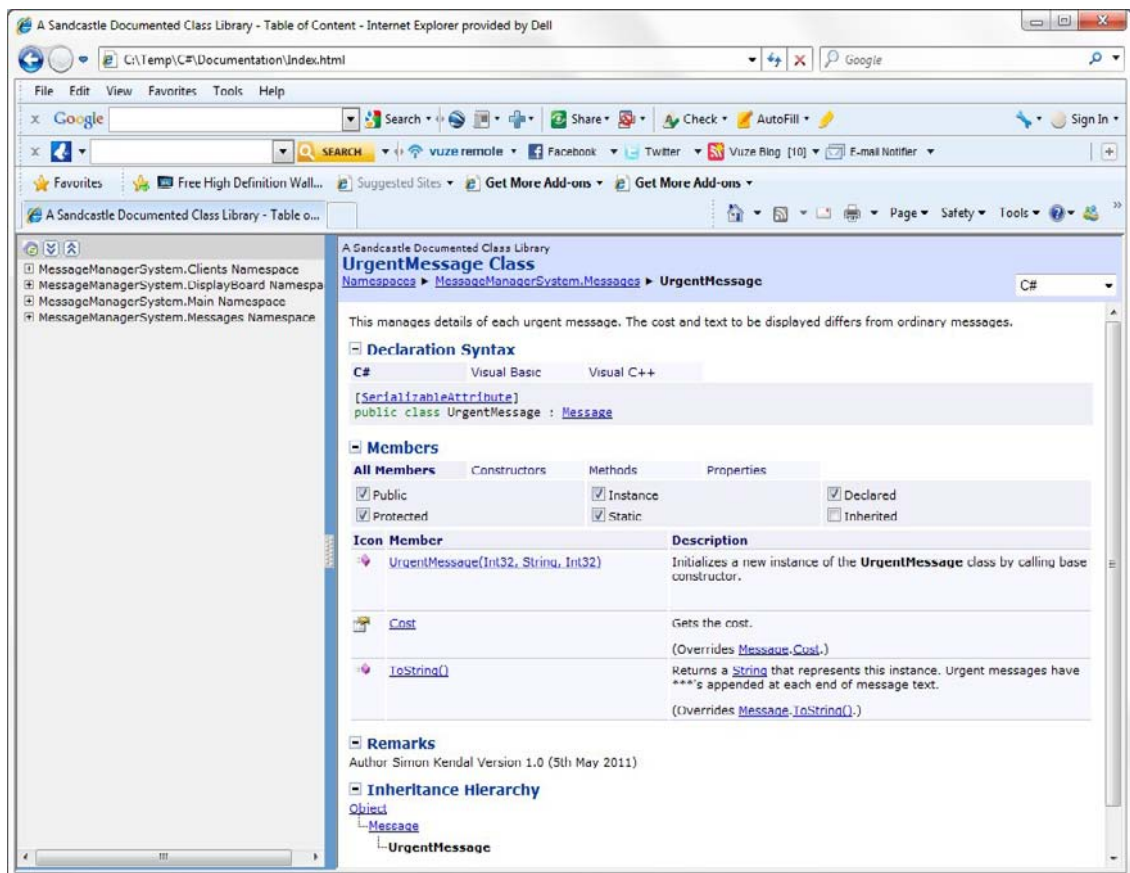 A Sandcastle Documented Class Library - Table of Content - Internet Explorer provided by Dell
C:\Temp\C#\Documentation\Index.html
Google
File Edit View Favorites Tools Help
x Google Search Share Check AutoFill Sign In
x SEARCH vuze remote Facebook Twitter Vuze Blog [10] E-mail Notifier
Favorites Free High Definition Wall... Suggested Sites Get More Add-ons Get More Add-ons
A Sandcastle Documented Class Library - Table o... Page Safety Tools
MessageManagerSystem.Clients Namespace
MessageManagerSystem.DisplayBoard Namespa
MessageManagerSystem.Main Namespace
MessageManagerSystem.Messages Namespace
A Sandcastle Documented Class Library
UrgentMessage Class
Namespaces ▶ MessageManagerSystem.Messages ▶ UrgentMessage
C#
This manages details of each urgent message. The cost and text to be displayed differs from ordinary messages.
Declaration Syntax
C# Visual Basic Visual C++
[SerializableAttribute]
public class UrgentMessage : Message
Members
All Members Constructors Methods Properties
Public Instance Declared
Protected Static Inherited
Icon Member Description
UrgentMessage(Int32, String, Int32) Initializes a new instance of the UrgentMessage class by calling base
constructor.
Cost Gets the cost.
(Overrides Message.Cost.)
ToString() Returns a String that represents this instance. Urgent messages have
***'s appended at each end of message text.
(Overrides Message.ToString().)
Remarks
Author Simon Kendal Version 1.0 (5th May 2011)
Inheritance Hierarchy
Object
Message
UrgentMessage